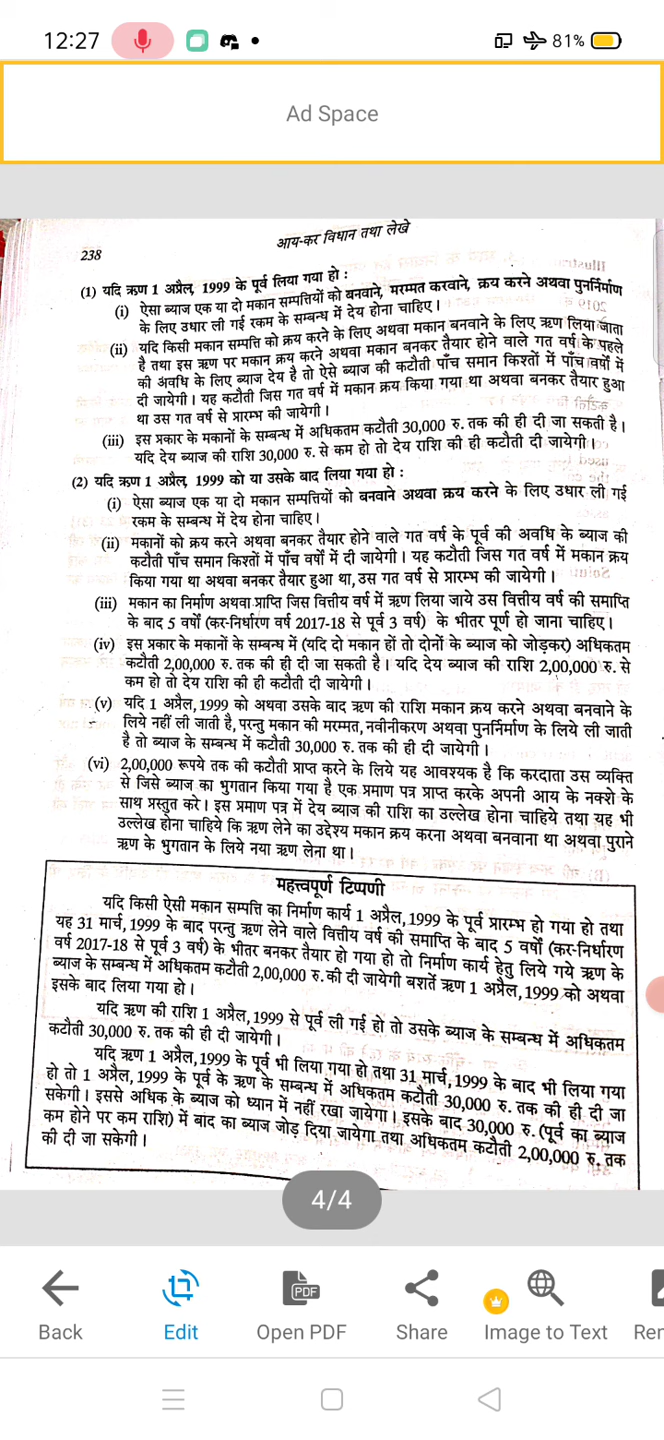 12:27
81%
Ad Space
238
आय-कर विधान तथा लेखे
(1) यदि ऋण 1 अप्रैल, 1999 के पूर्व लिया गया हो :
(i) ऐसा ब्याज एक या दो मकान सम्पत्तियों को बनवाने, मरम्मत करवाने, क्रय करने अथवा पुनर्निर्माण
के लिए उधार ली गई रकम के सम्बन्ध में देय होना चाहिए।
(ii) यदि किसी मकान सम्पत्ति को क्रय करने के लिए अथवा मकान बनवाने के लिए ऋण लिया जाता
है तथा इस ऋण पर मकान क्रय करने अथवा मकान बनकर तैयार होने वाले गत वर्ष के पहले
की अवधि के लिए ब्याज देय है तो ऐसे ब्याज की कटौती पाँच समान किश्तों में पाँच वर्षों में
दी जायेगी। यह कटौती जिस गत वर्ष में मकान क्रय किया गया था अथवा बनकर तैयार हुआ
था उस गत वर्ष से प्रारम्भ की जायेगी।
(iii) इस प्रकार के मकानों के सम्बन्ध में अधिकतम कटौती 30,000 रु. तक की ही दी जा सकती है।
यदि देय ब्याज की राशि 30,000 रु. से कम हो तो देय राशि की ही कटौती दी जायेगी।
(2) यदि ऋण 1 अप्रैल, 1999 को या उसके बाद लिया गया हो :
(i) ऐसा ब्याज एक या दो मकान सम्पत्तियों को बनवाने अथवा क्रय करने के लिए उधार ली गई
रकम के सम्बन्ध में देय होना चाहिए।
(ii) मकानों को क्रय करने अथवा बनकर तैयार होने वाले गत वर्ष के पूर्व की अवधि के ब्याज की
कटौती पाँच समान किश्तों में पाँच वर्षों में दी जायेगी। यह कटौती जिस गत वर्ष में मकान क्रय
किया गया था अथवा बनकर तैयार हुआ था, उस गत वर्ष से प्रारम्भ की जायेगी।
(iii) मकान का निर्माण अथवा प्राप्ति जिस वित्तीय वर्ष में ऋण लिया जाये उस वित्तीय वर्ष की समाप्ति
के बाद 5 वर्षों (कर-निर्धारण वर्ष 2017-18 से पूर्व 3 वर्ष) के भीतर पूर्ण हो जाना चाहिए।
(iv) इस प्रकार के मकानों के सम्बन्ध में (यदि दो मकान हों तो दोनों के ब्याज को जोड़कर) अधिकतम
कटौती 2,00,000 रु. तक की ही दी जा सकती है। यदि देय ब्याज की राशि 2,00,000 रु. से
कम हो तो देय राशि की ही कटौती दी जायेगी।
(v) यदि 1 अप्रैल, 1999 को अथवा उसके बाद ऋण की राशि मकान क्रय करने अथवा बनवाने के
लिये नहीं ली जाती है, परन्तु मकान की मरम्मत, नवीनीकरण अथवा पुनर्निर्माण के लिये ली जाती
है तो ब्याज के सम्बन्ध में कटौती 30,000 रु. तक की ही दी जायेगी।
(vi) 2,00,000 रूपये तक की कटौती प्राप्त करने के लिये यह आवश्यक है कि करदाता उस व्यक्ति
से जिसे ब्याज का भुगतान किया गया है एक प्रमाण पत्र प्राप्त करके अपनी आय के नक्शे के
साथ प्रस्तुत करे। इस प्रमाण पत्र में देय ब्याज की राशि का उल्लेख होना चाहिये तथा यह भी
उल्लेख होना चाहिये कि ऋण लेने का उद्देश्य मकान क्रय करना अथवा बनवाना था अथवा पुराने
ऋण के भुगतान के लिये नया ऋण लेना था।
महत्त्वपूर्ण टिप्पणी
यदि किसी ऐसी मकान सम्पत्ति का निर्माण कार्य 1 अप्रैल, 1999 के पूर्व प्रारम्भ हो गया हो तथा
यह 31 मार्च, 1999 के बाद परन्तु ऋण लेने वाले वित्तीय वर्ष की समाप्ति के बाद 5 वर्षों (कर-निर्धारण
वर्ष 2017-18 से पूर्व 3 वर्ष) के भीतर बनकर तैयार हो गया हो तो निर्माण कार्य हेतु लिये गये ऋण के
ब्याज के सम्बन्ध में अधिकतम कटौती 2,00,000 रु. की दी जायेगी बशर्ते ऋण 1 अप्रैल, 1999 को अथवा
इसके बाद लिया गया हो।
यदि ऋण की राशि 1 अप्रैल, 1999 से पूर्व ली गई हो तो उसके ब्याज के सम्बन्ध में अधिकतम
कटौती 30,000 रु. तक की ही दी जायेगी।
यदि ऋण 1 अप्रैल, 1999 के पूर्व भी लिया गया हो तथा 31 मार्च, 1999 के बाद भी लिया गया
हो तो 1 अप्रैल, 1999 के पूर्व के ऋण के सम्बन्ध में अधिकतम कटौती 30,000 रु. तक की ही दी जा
सकेगी। इससे अधिक के ब्याज को ध्यान में नहीं रखा जायेगा। इसके बाद 30,000 रु. (पूर्व का ब्याज
कम होने पर कम राशि) में बाद का ब्याज जोड़ दिया जायेगा तथा अधिकतम कटौती 2,00,000 रु. तक
की दी जा सकेगी।
4/4
PDF
Back Edit Open PDF Share Image to Text Rer